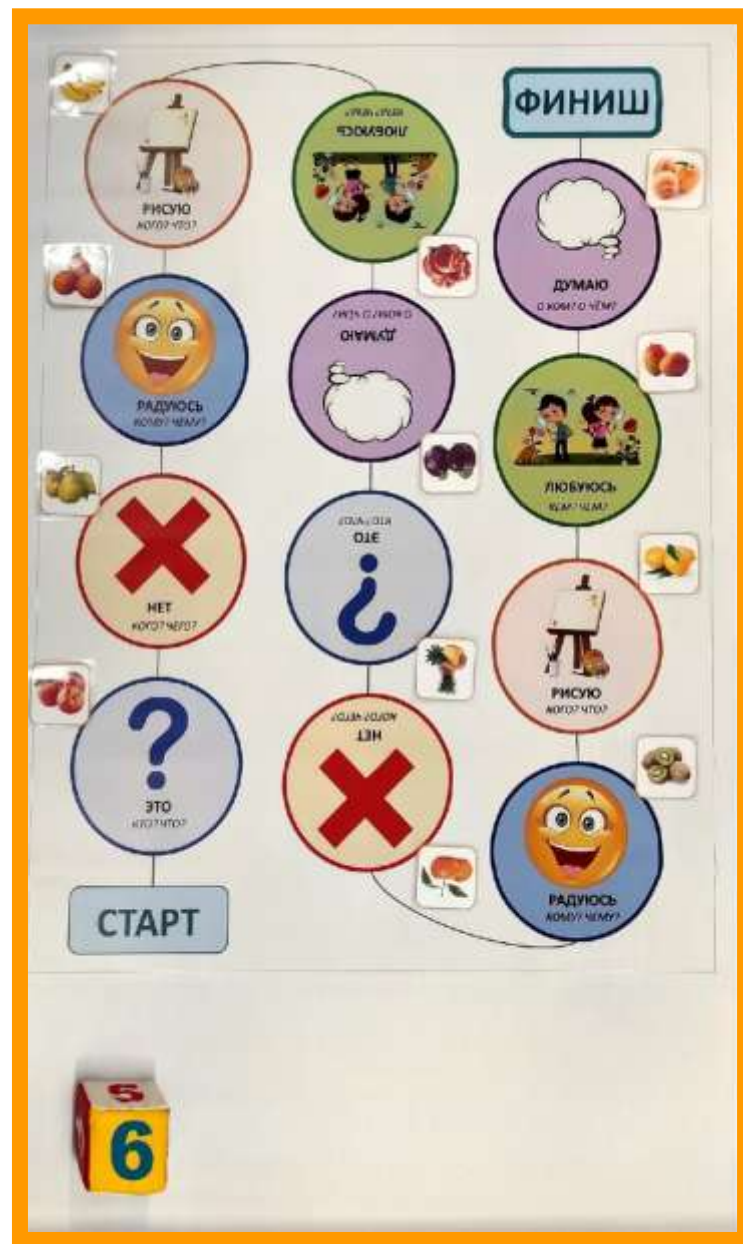 СТАРТ
ЭТО
КТО? ЧТО?
НЕТ
КОГО? ЧЕГО?
РАДУЮСЬ
КОМУ? ЧЕМУ?
РИСУЮ
КОГО? ЧТО?
ЛЮБУЮСЬ
КЕМ? ЧЕМ?
ДУМАЮ
О КОМ? О ЧЁМ?
ЭТО
КТО? ЧТО?
НЕТ
КОГО? ЧЕГО?
РАДУЮСЬ
КОМУ? ЧЕМУ?
РИСУЮ
КОГО? ЧТО?
ЛЮБУЮСЬ
КЕМ? ЧЕМ?
ДУМАЮ
О КОМ? О ЧЁМ?
ФИНИШ
5
6